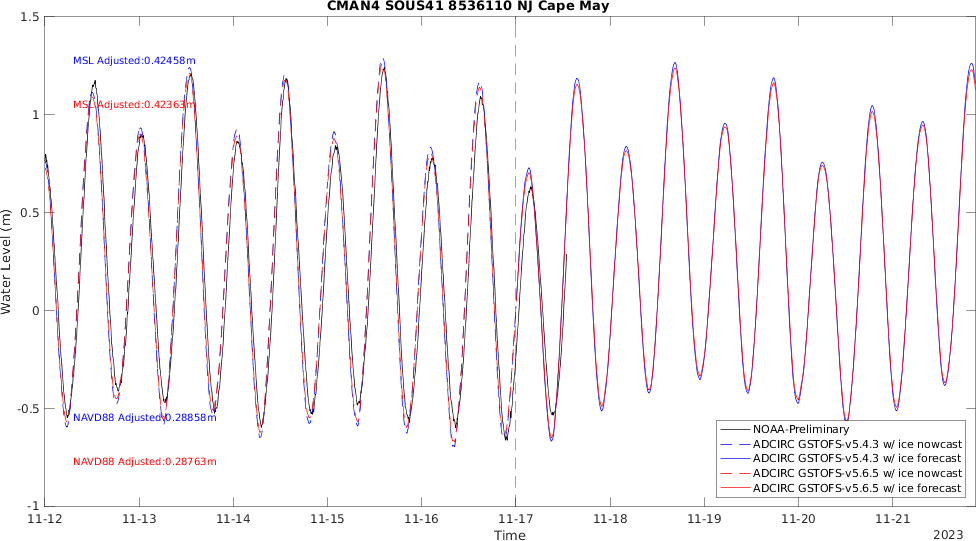 CMAN4 SOUS41 8536110 NJ Cape May
1.5
MSL Adjusted:0.42458m
MSL Adjusted:0.42363m
1
0.5
Water Level (m)
0
-0.5
NAVD88 Adjusted:0.28858m
NAVD88 Adjusted:0.28763m
NOAA-Preliminary
ADCIRC GSTOFS-v5.4.3 w/ ice nowcast
ADCIRC GSTOFS-v5.4.3 w/ ice forecast
ADCIRC GSTOFS-v5.6.5 w/ ice nowcast
ADCIRC GSTOFS-v5.6.5 w/ ice forecast
-1
11-12 11-13 11-14 11-15 11-16 11-17 11-18 11-19 11-20 11-21
Time
2023